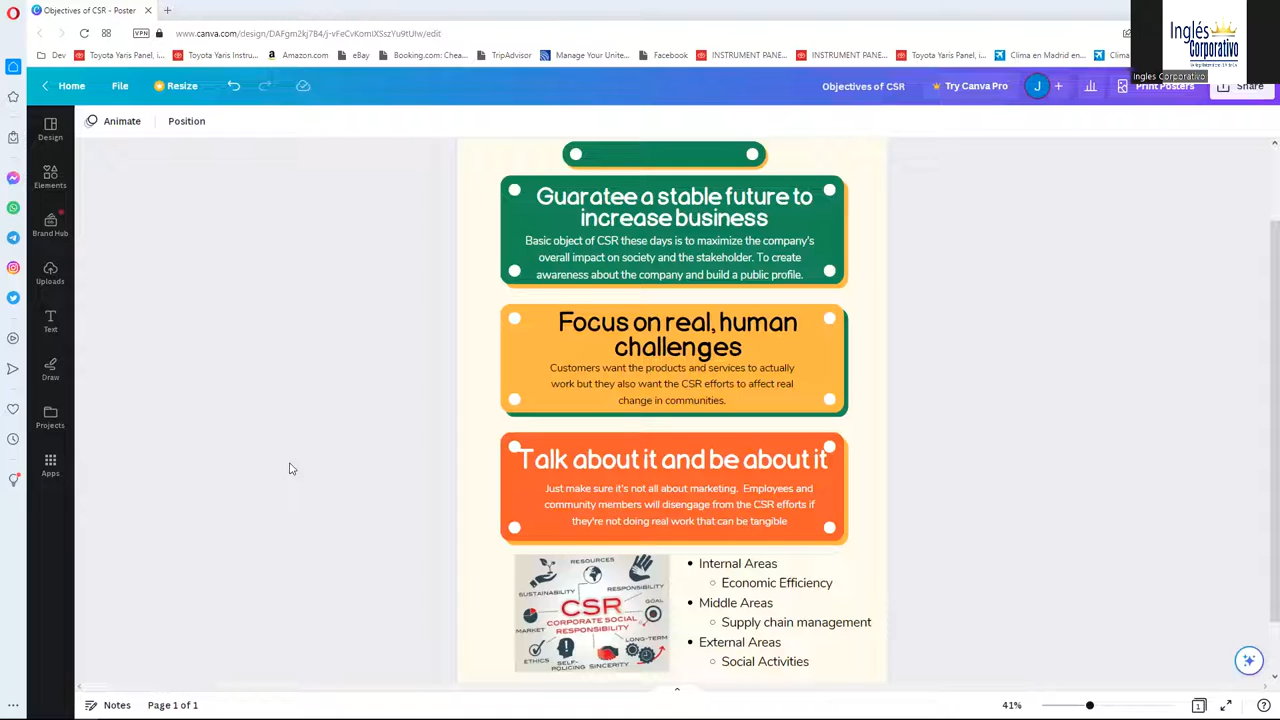 Objectives of CSR - Poster
VPN
www.canva.com/design/DAFgm2kj7B4/j-vFeCvKomiXSszYu9tUIw/edit
Dev
Toyota Yaris Panel, i...
Toyota Yaris Instru...
Amazon.com
eBay
Booking.com: Chea...
TripAdvisor
Manage Your Unite...
Facebook
INSTRUMENT PANE...
INSTRUMENT PANE...
Toyota Yaris Panel, i...
Clima en Madrid en...
Clima en
Inglés
Corporativo
Ingles Corporativo
Home
File
Resize
Objectives of CSR
Try Canva Pro
J
Print Posters
Share
Animate
Position
Design
Elements
Brand Hub
Uploads
Text
Draw
Projects
Apps
Guaratee a stable future to
increase business
Basic object of CSR these days is to maximize the company's
overall impact on society and the stakeholder. To create
awareness about the company and build a public profile.
Focus on real, human
challenges
Customers want the products and services to actually
work but they also want the CSR efforts to affect real
change in communities.
Talk about it and be about it
Just make sure it's not all about marketing. Employees and
community members will disengage from the CSR efforts if
they're not doing real work that can be tangible
RESOURCES
SUSTAINABILITY
RESPONSIBILITY
CSR
GOAL
CORPORATE SOCIAL
RESPONSIBILITY
MARKET
LONG-TERM
ETHICS
SELF-
POLICING
SINCERITY
Internal Areas
Economic Efficiency
Middle Areas
Supply chain management
External Areas
Social Activities
Notes
Page 1 of 1
41%
1